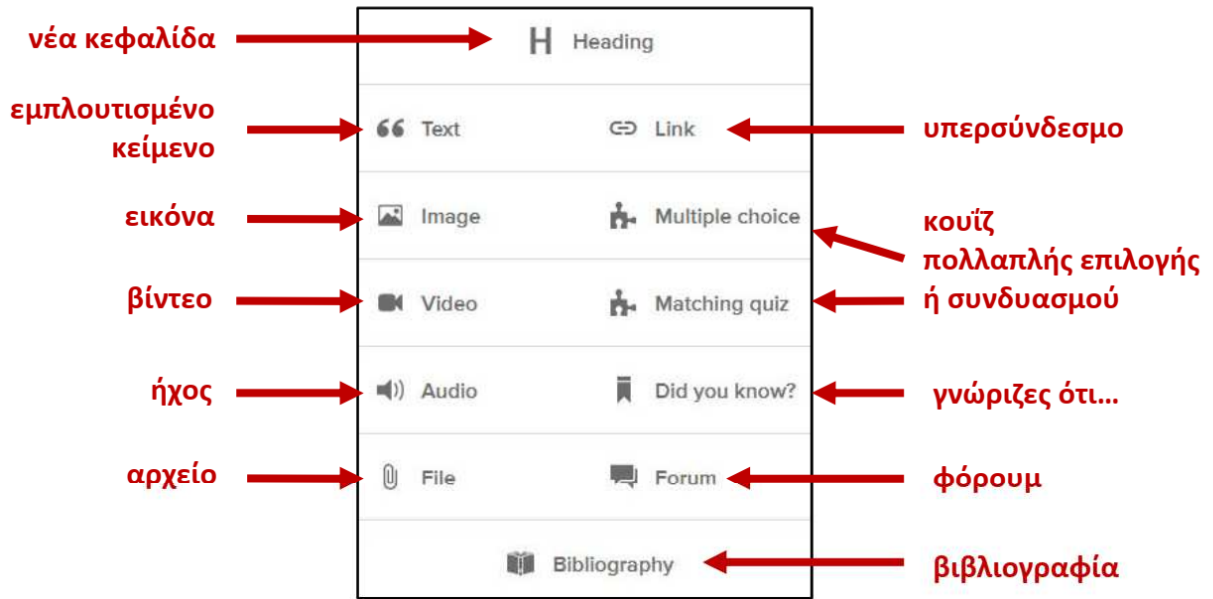 νέα κεφαλίδα
Heading
εμπλουτισμένο
κείμενο
Text
Link
υπερσύνδεσμο
εικόνα
Image
Multiple choice
κουΐζ
πολλαπλής επιλογής
ή συνδυασμού
βίντεο
Video
Matching quiz
ήχος
Audio
Did you know?
γνώριζες ότι...
αρχείο
File
Forum
φόρουμ
Bibliography
βιβλιογραφία